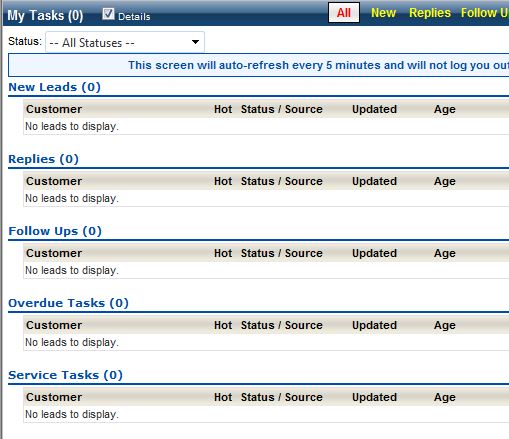 My Tasks (0) Details All New Replies Follow U
Status: -- All Statuses --
This screen will auto-refresh every 5 minutes and will not log you out
New Leads (0)
Customer Hot Status / Source Updated Age
No leads to display.
Replies (0)
Customer Hot Status / Source Updated Age
No leads to display.
Follow Ups (0)
Customer Hot Status / Source Updated Age
No leads to display.
Overdue Tasks (0)
Customer Hot Status / Source Updated Age
No leads to display.
Service Tasks (0)
Customer Hot Status / Source Updated Age
No leads to display.